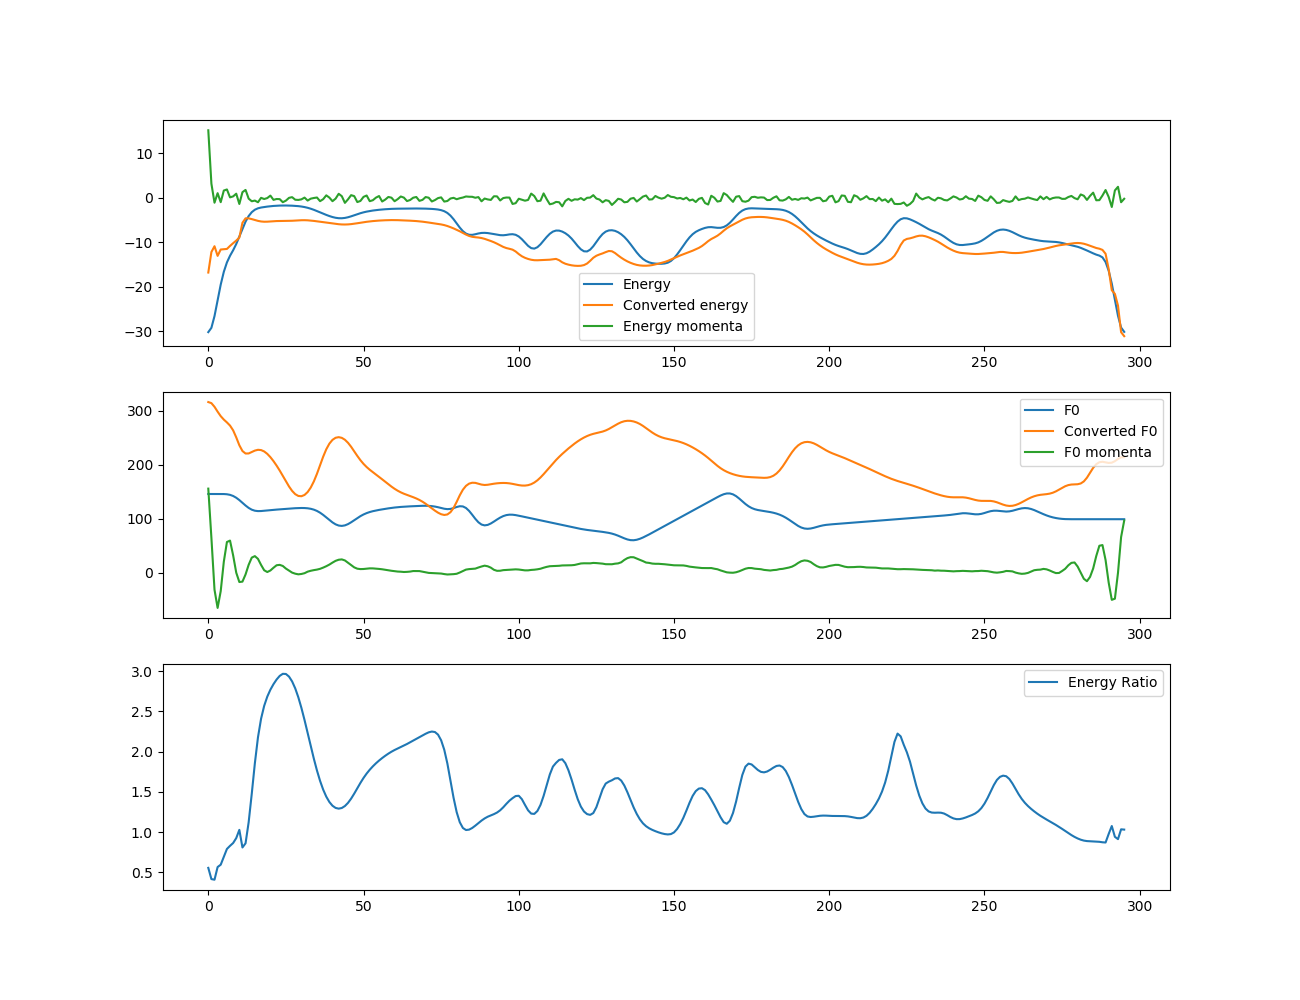 10
0
−10
−20
−30
Energy
Converted energy
Energy momenta
0 50 100 150 200 250 300
300
200
100
0
F0
Converted F0
F0 momenta
0 50 100 150 200 250 300
3.0
2.5
2.0
1.5
1.0
0.5
Energy Ratio
0 50 100 150 200 250 300